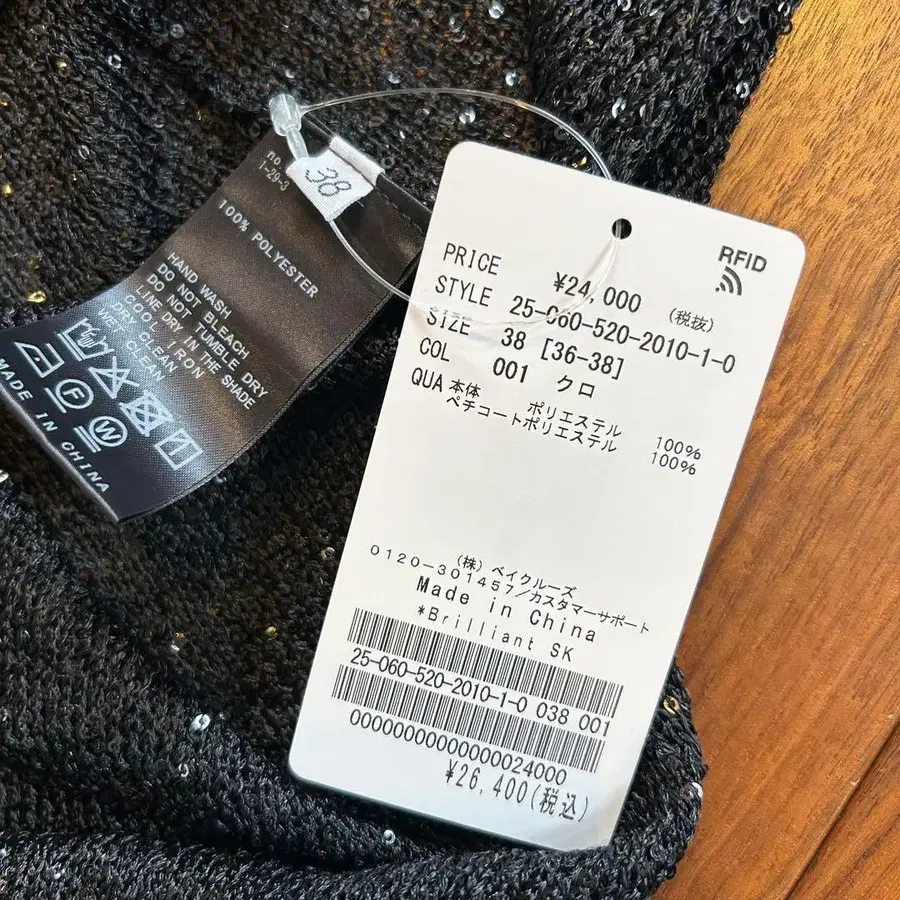 no
1-29-3
38
100% POLYESTER
HAND WASH
DO NOT BLEACH
DO NOT TUMBLE DRY
LINE DRY IN THE SHADE
COOL IRON
DRY CLEAN
WET CLEAN
F
W
MADE IN CHINA
RFID
PRICE ¥24,000 (税抜)
STYLE 25-060-520-2010-1-0
SIZE 38 [36-38]
COL 001 クロ
QUA 本体 ポリエステル 100%
ペチコートポリエステル 100%
(株) ベイクルーズ
0120-301457/カスタマーサポート
Made in China
*Brilliant SK
25-060-520-2010-1-0 038 001
0000000000000024000
¥26,400(税込)